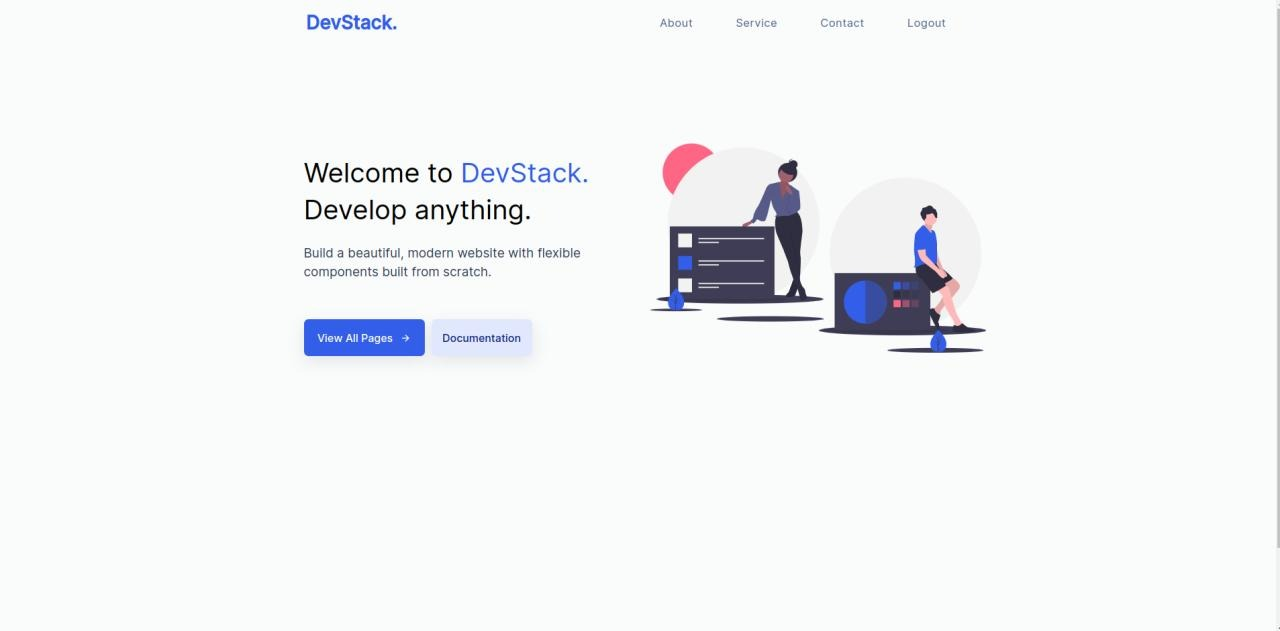 DevStack.
About
Service
Contact
Logout
Welcome to DevStack.
Develop anything.
Build a beautiful, modern website with flexible
components built from scratch.
View All Pages →
Documentation